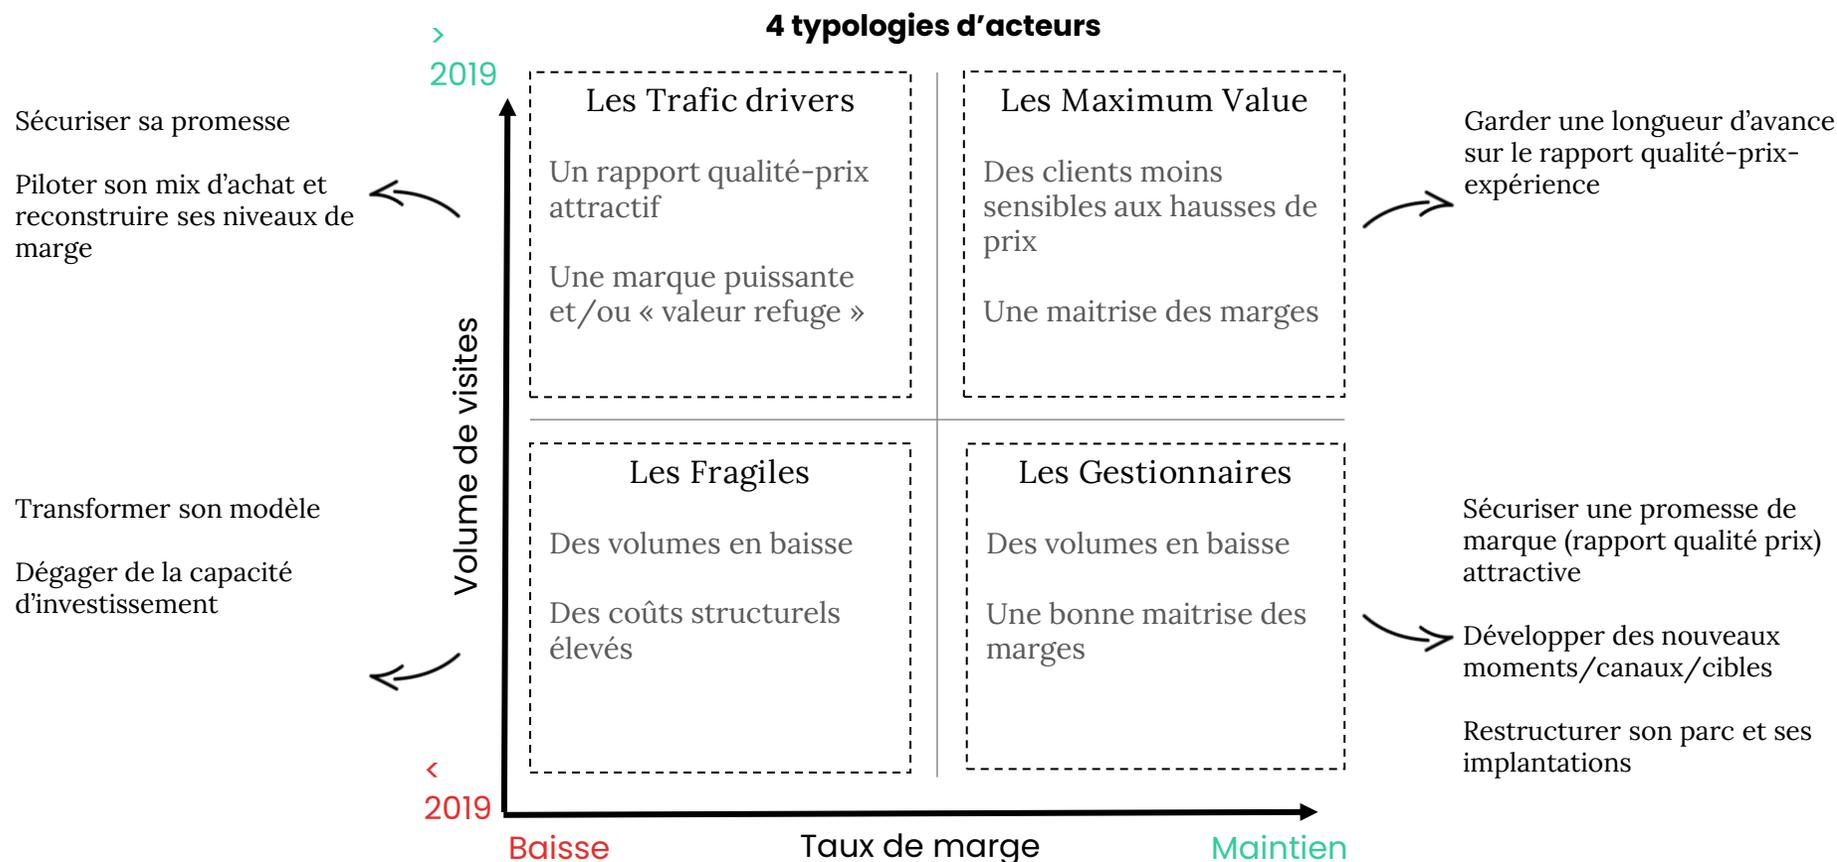 4 typologies d’acteurs
>
2019
Sécuriser sa promesse
Piloter son mix d’achat et
reconstruire ses niveaux de
marge
Les Trafic drivers
Un rapport qualité-prix
attractif
Une marque puissante
et/ou « valeur refuge »
Les Maximum Value
Des clients moins
sensibles aux hausses de
prix
Une maitrise des marges
Garder une longueur d’avance
sur le rapport qualité-prix-
expérience
Volume de visites
Transformer son modèle
Dégager de la capacité
d’investissement
Les Fragiles
Des volumes en baisse
Des coûts structurels
élevés
Les Gestionnaires
Des volumes en baisse
Une bonne maitrise des
marges
Sécuriser une promesse de
marque (rapport qualité prix)
attractive
Développer des nouveaux
moments/canaux/cibles
Restructurer son parc et ses
implantations
<
2019
Baisse
Taux de marge
Maintien